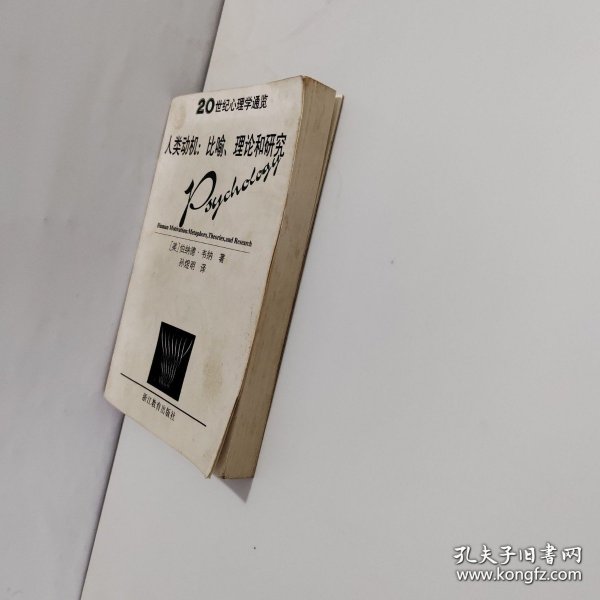 20世纪心理学通览
人类动机：比喻、理论和研究
Psychology
Human Motivation: Metaphors, Theories, and Research
[美]伯纳德·韦纳 著
孙煜明 译
浙江教育出版社
孔夫子旧书网
www.kongfz.com